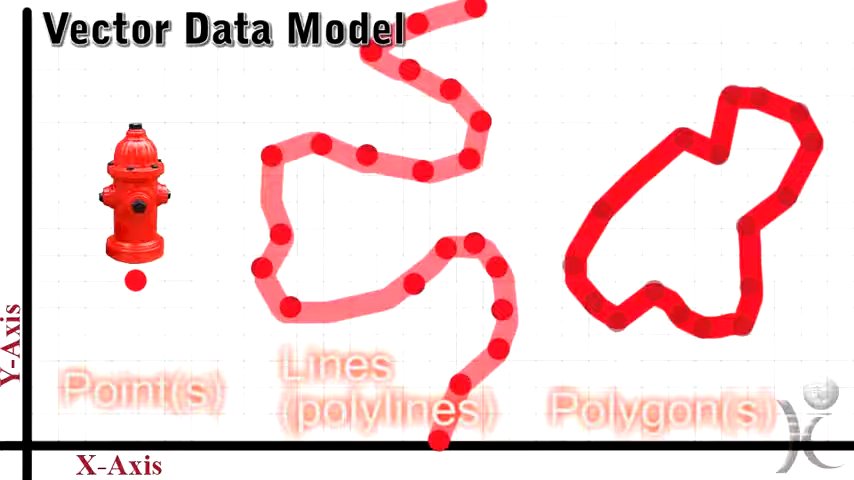 Vector Data Model
Y-Axis
Point(s)
Lines
(polylines)
Polygon(s)
X-Axis